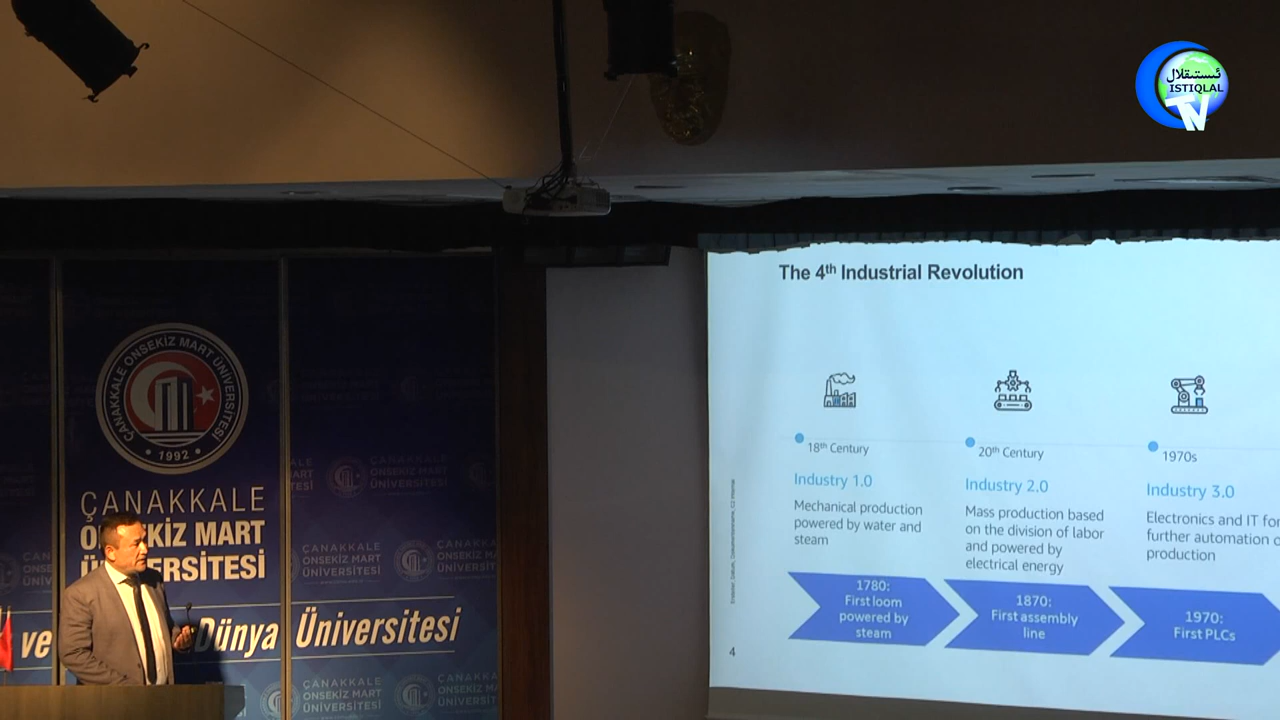 ئىستىقلال
ISTIQLAL
TV
The 4th Industrial Revolution
18th Century
20th Century
1970s
Industry 1.0
Industry 2.0
Industry 3.0
Mechanical production
powered by water and
steam
Mass production based
on the division of labor
and powered by
electrical energy
Electronics and IT for
further automation
production
1780:
First loom
powered by
steam
1870:
First assembly
line
1970:
First PLCs
4
ÇANAKKALE ONSEKİZ MART ÜNİVERSİTESİ
• 1992 •
ÇANAKKALE
ONSEKİZ MART
ÜNİVERSİTESİ
ve Dünya Üniversitesi
ÇANAKKALE
ONSEKİZ MART
ÜNİVERSİTESİ
ÇANAKKALE
ONSEKİZ MART
ÜNİVERSİTESİ